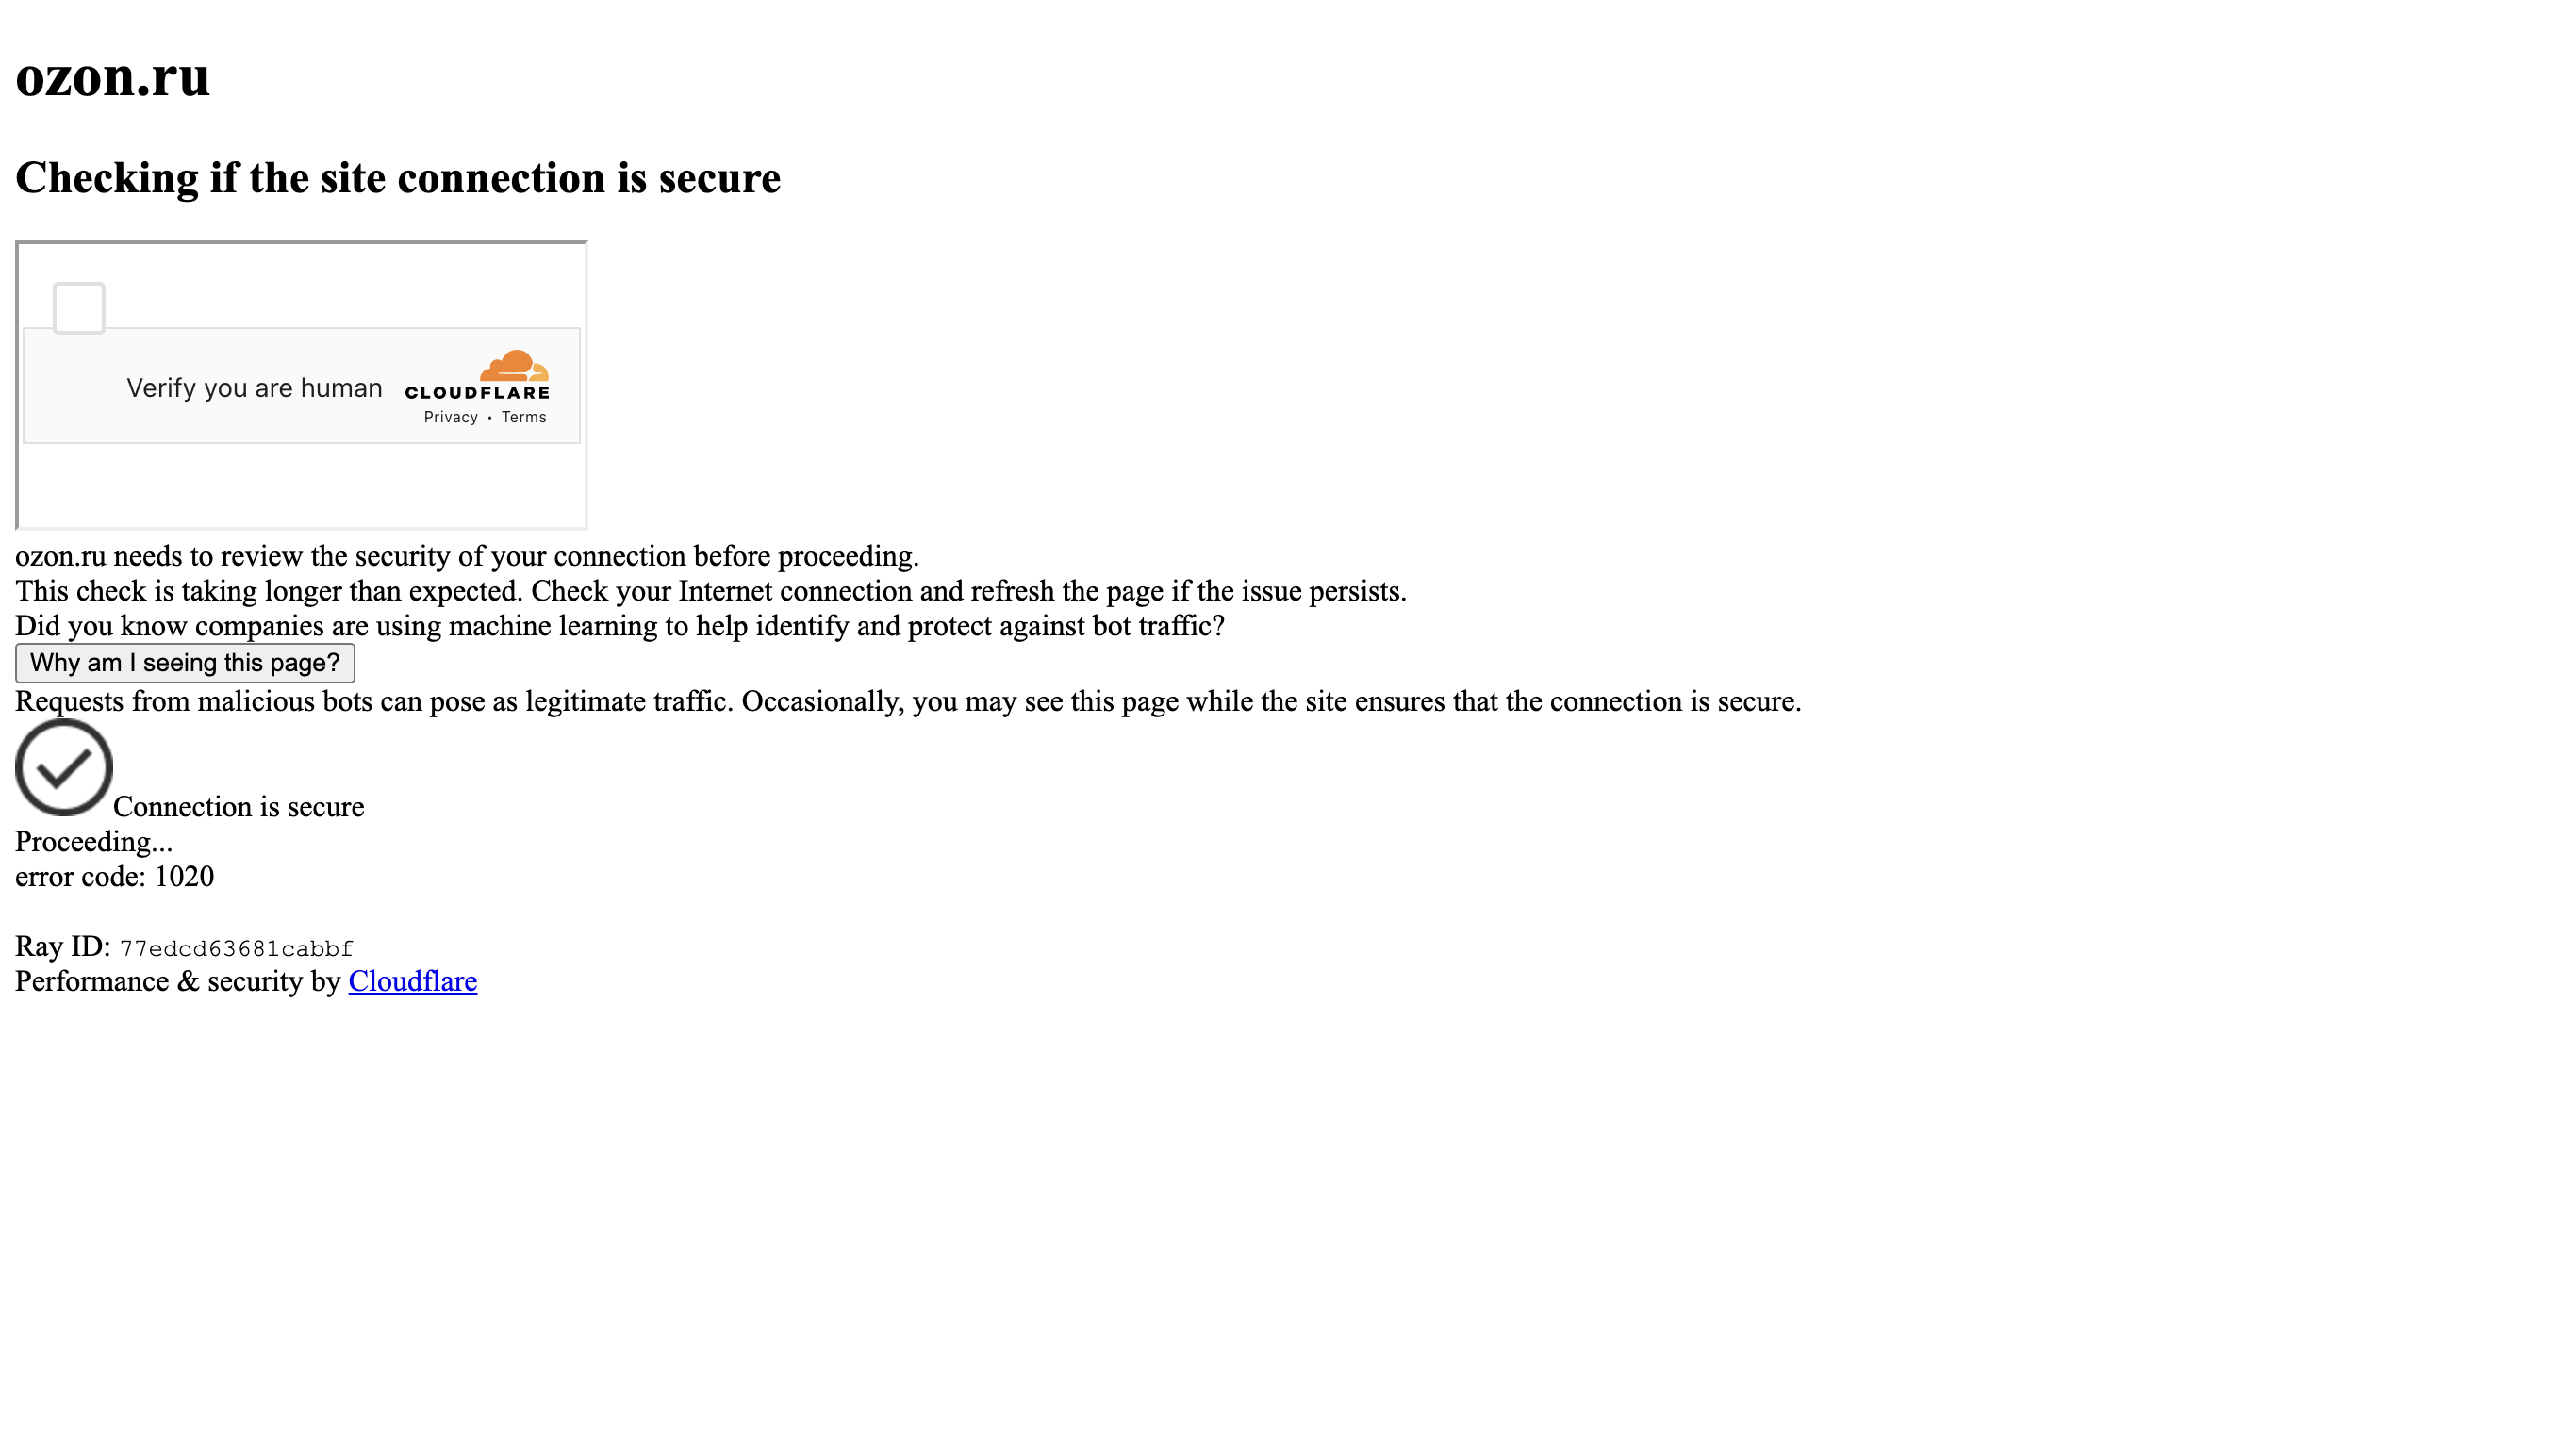 ozon.ru
Checking if the site connection is secure
Verify you are human
CLOUDFLARE
Privacy • Terms
ozon.ru needs to review the security of your connection before proceeding.
This check is taking longer than expected. Check your Internet connection and refresh the page if the issue persists.
Did you know companies are using machine learning to help identify and protect against bot traffic?
Why am I seeing this page?
Requests from malicious bots can pose as legitimate traffic. Occasionally, you may see this page while the site ensures that the connection is secure.
Connection is secure
Proceeding...
error code: 1020
Ray ID: 77edcd63681cabbf
Performance & security by Cloudflare